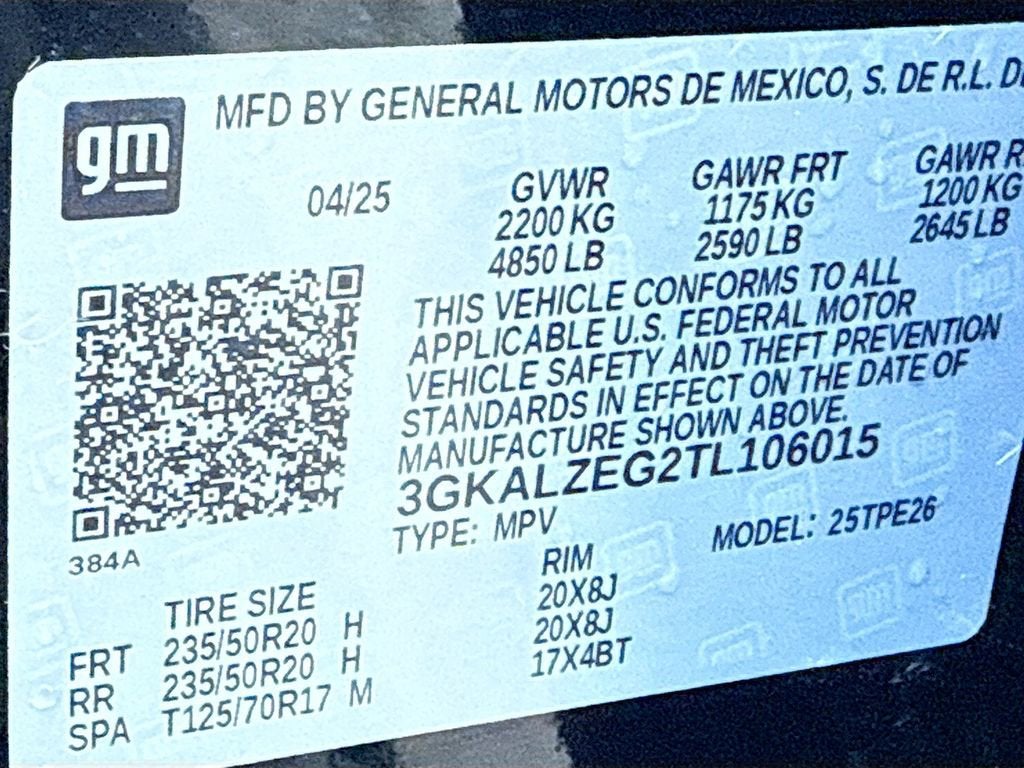 gm
MFD BY GENERAL MOTORS DE MEXICO, S. DE R.L. D
04/25
GVWR GAWR FRT GAWR R
2200 KG 1175 KG 1200 KG
4850 LB 2590 LB 2645 LB
THIS VEHICLE CONFORMS TO ALL
APPLICABLE U.S. FEDERAL MOTOR
VEHICLE SAFETY AND THEFT PREVENTION
STANDARDS IN EFFECT ON THE DATE OF
MANUFACTURE SHOWN ABOVE.
3GKALZEG2TL106015
TYPE: MPV MODEL: 25TPE26
384A
TIRE SIZE RIM
FRT 235/50R20 H 20X8J
RR 235/50R20 H 20X8J
SPA T125/70R17 M 17X4BT